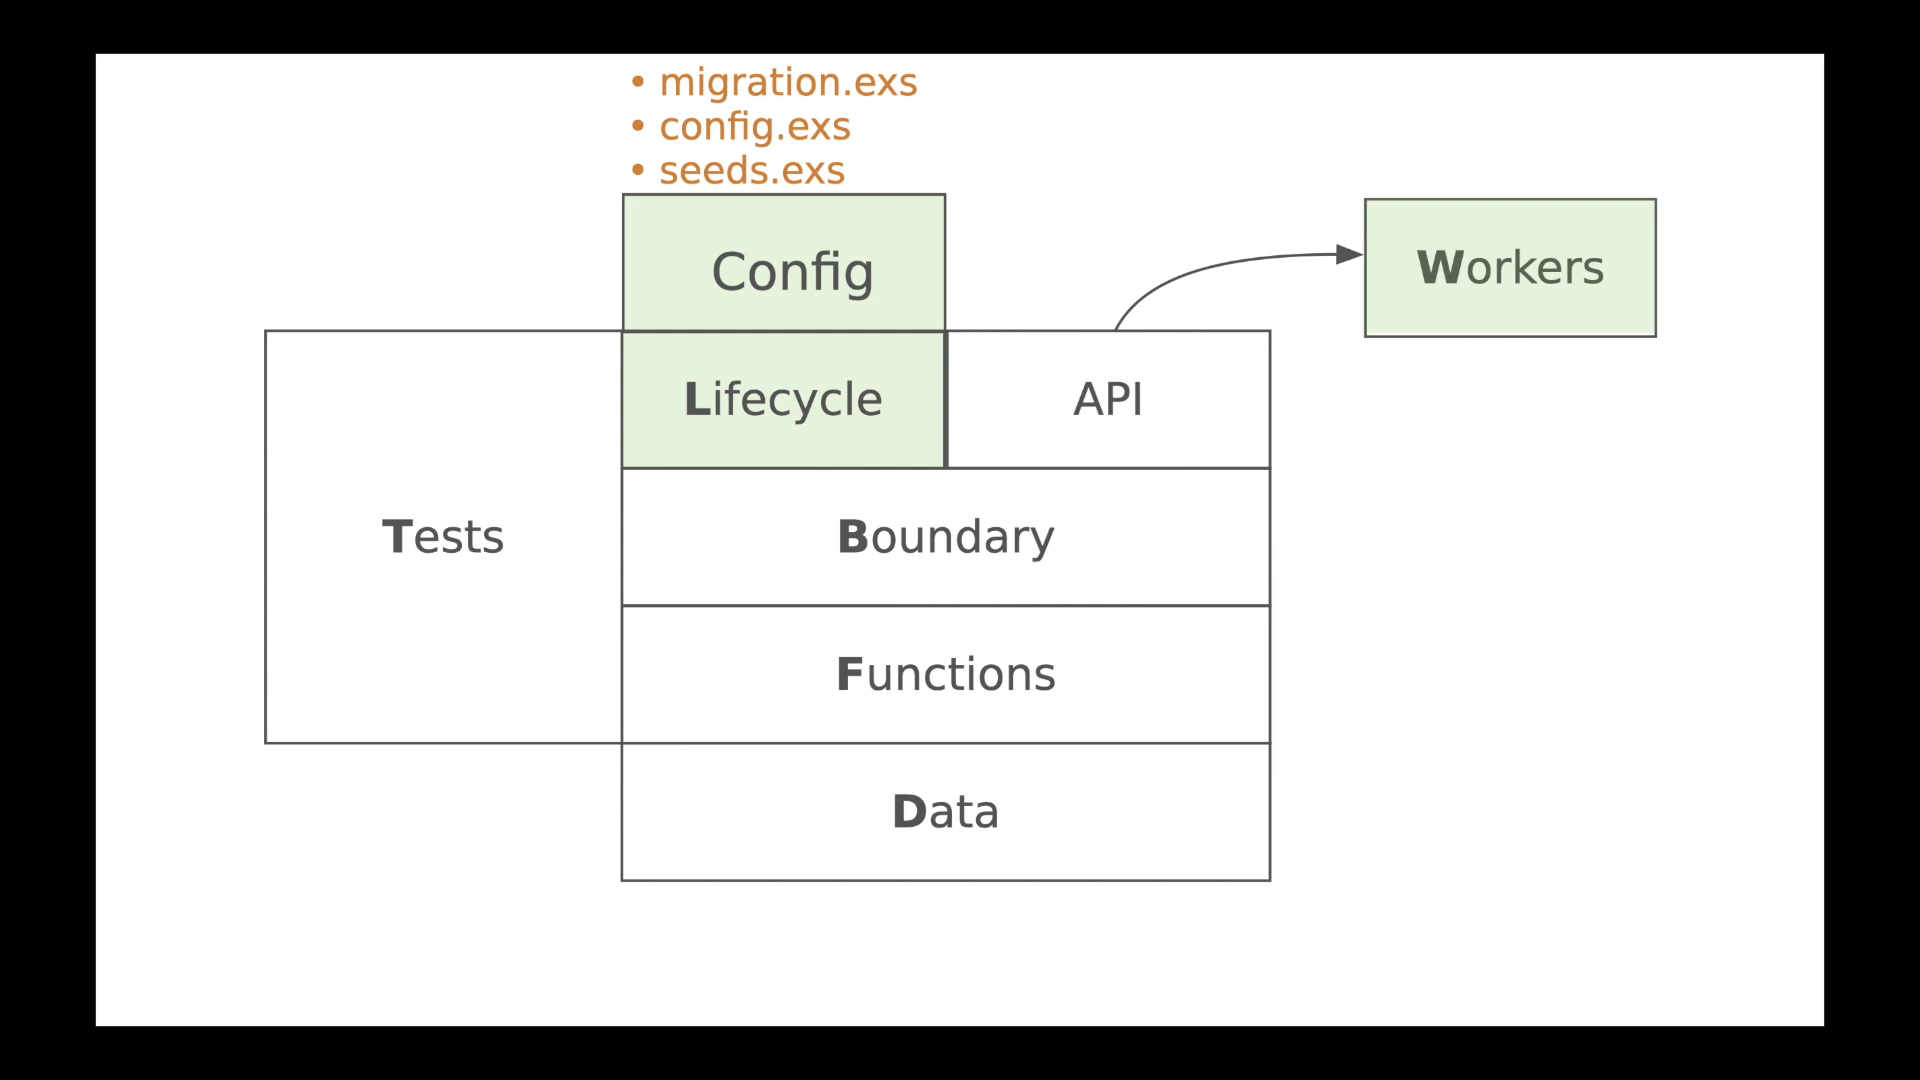 • migration.exs
• config.exs
• seeds.exs
Config
Workers
Lifecycle
API
Tests
Boundary
Functions
Data